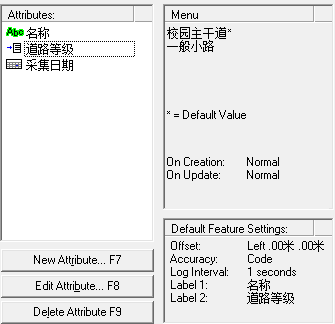 Attributes:
Abc 名称
道路等级
采集日期
New Attribute... F7
Edit Attribute... F8
Delete Attribute F9
Menu
校园主干道*
一般小路
* = Default Value
On Creation: Normal
On Update: Normal
Default Feature Settings:
Offset: Left .00米 .00
Accuracy: Code
Log Interval: 1 seconds
Label 1: 名称
Label 2: 道路等级